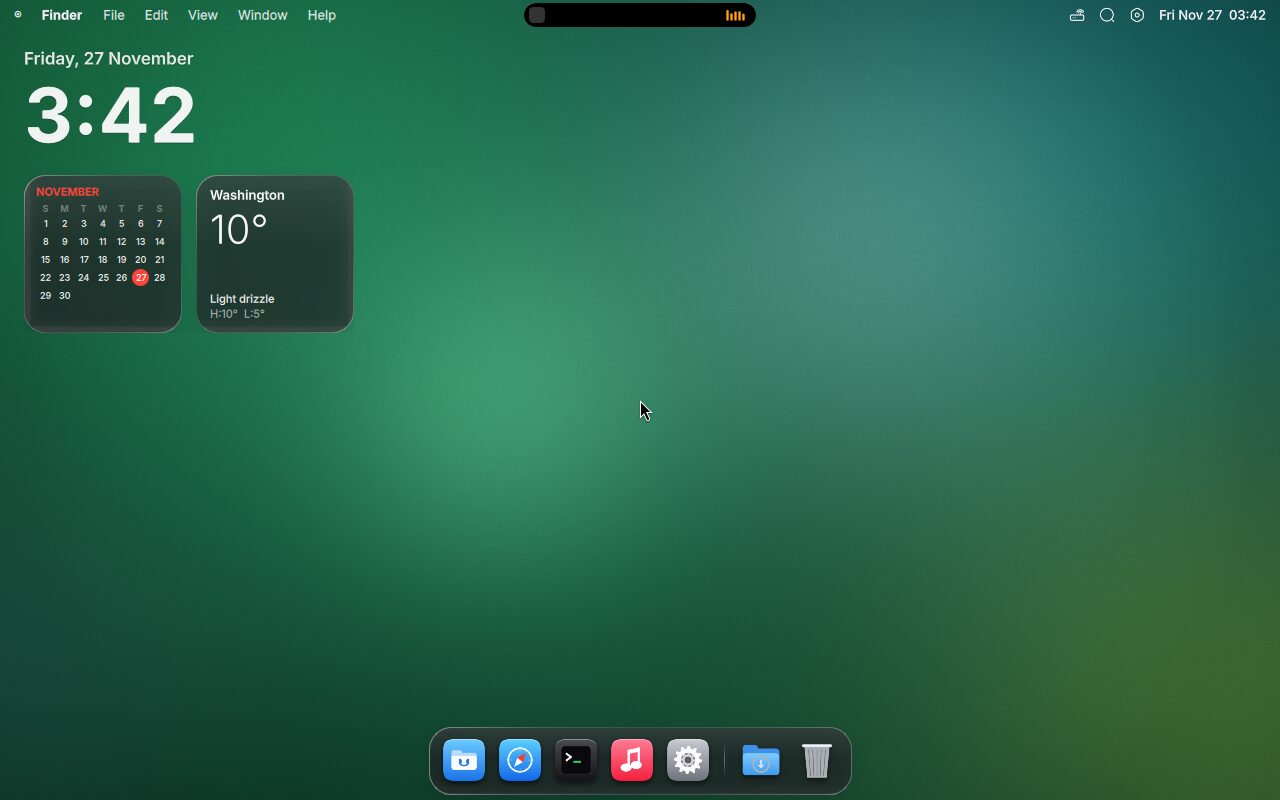 Finder File Edit View Window Help
Fri Nov 27 03:42
Friday, 27 November
3:42
NOVEMBER
S M T W T F S
1 2 3 4 5 6 7
8 9 10 11 12 13 14
15 16 17 18 19 20 21
22 23 24 25 26 27 28
29 30
Washington
10°
Light drizzle
H:10° L:5°